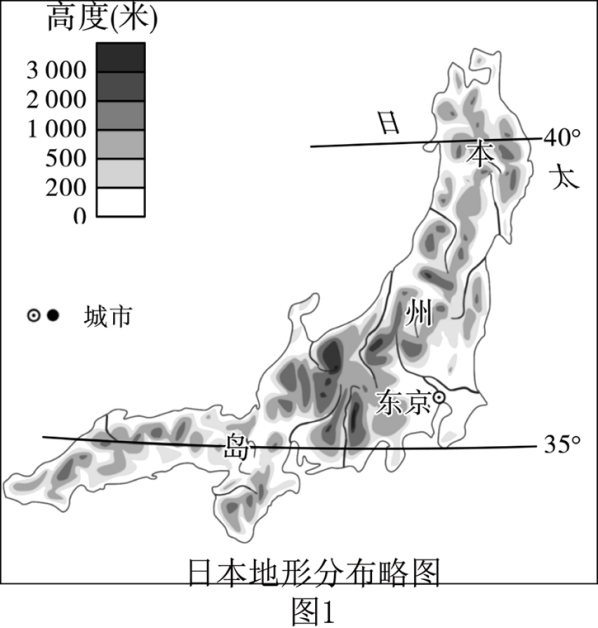 高度(米)
3 000
2 000
1 000
500
200
0
日
40°
本
太
州
城市
东京
岛
35°
日本地形分布略图
图1